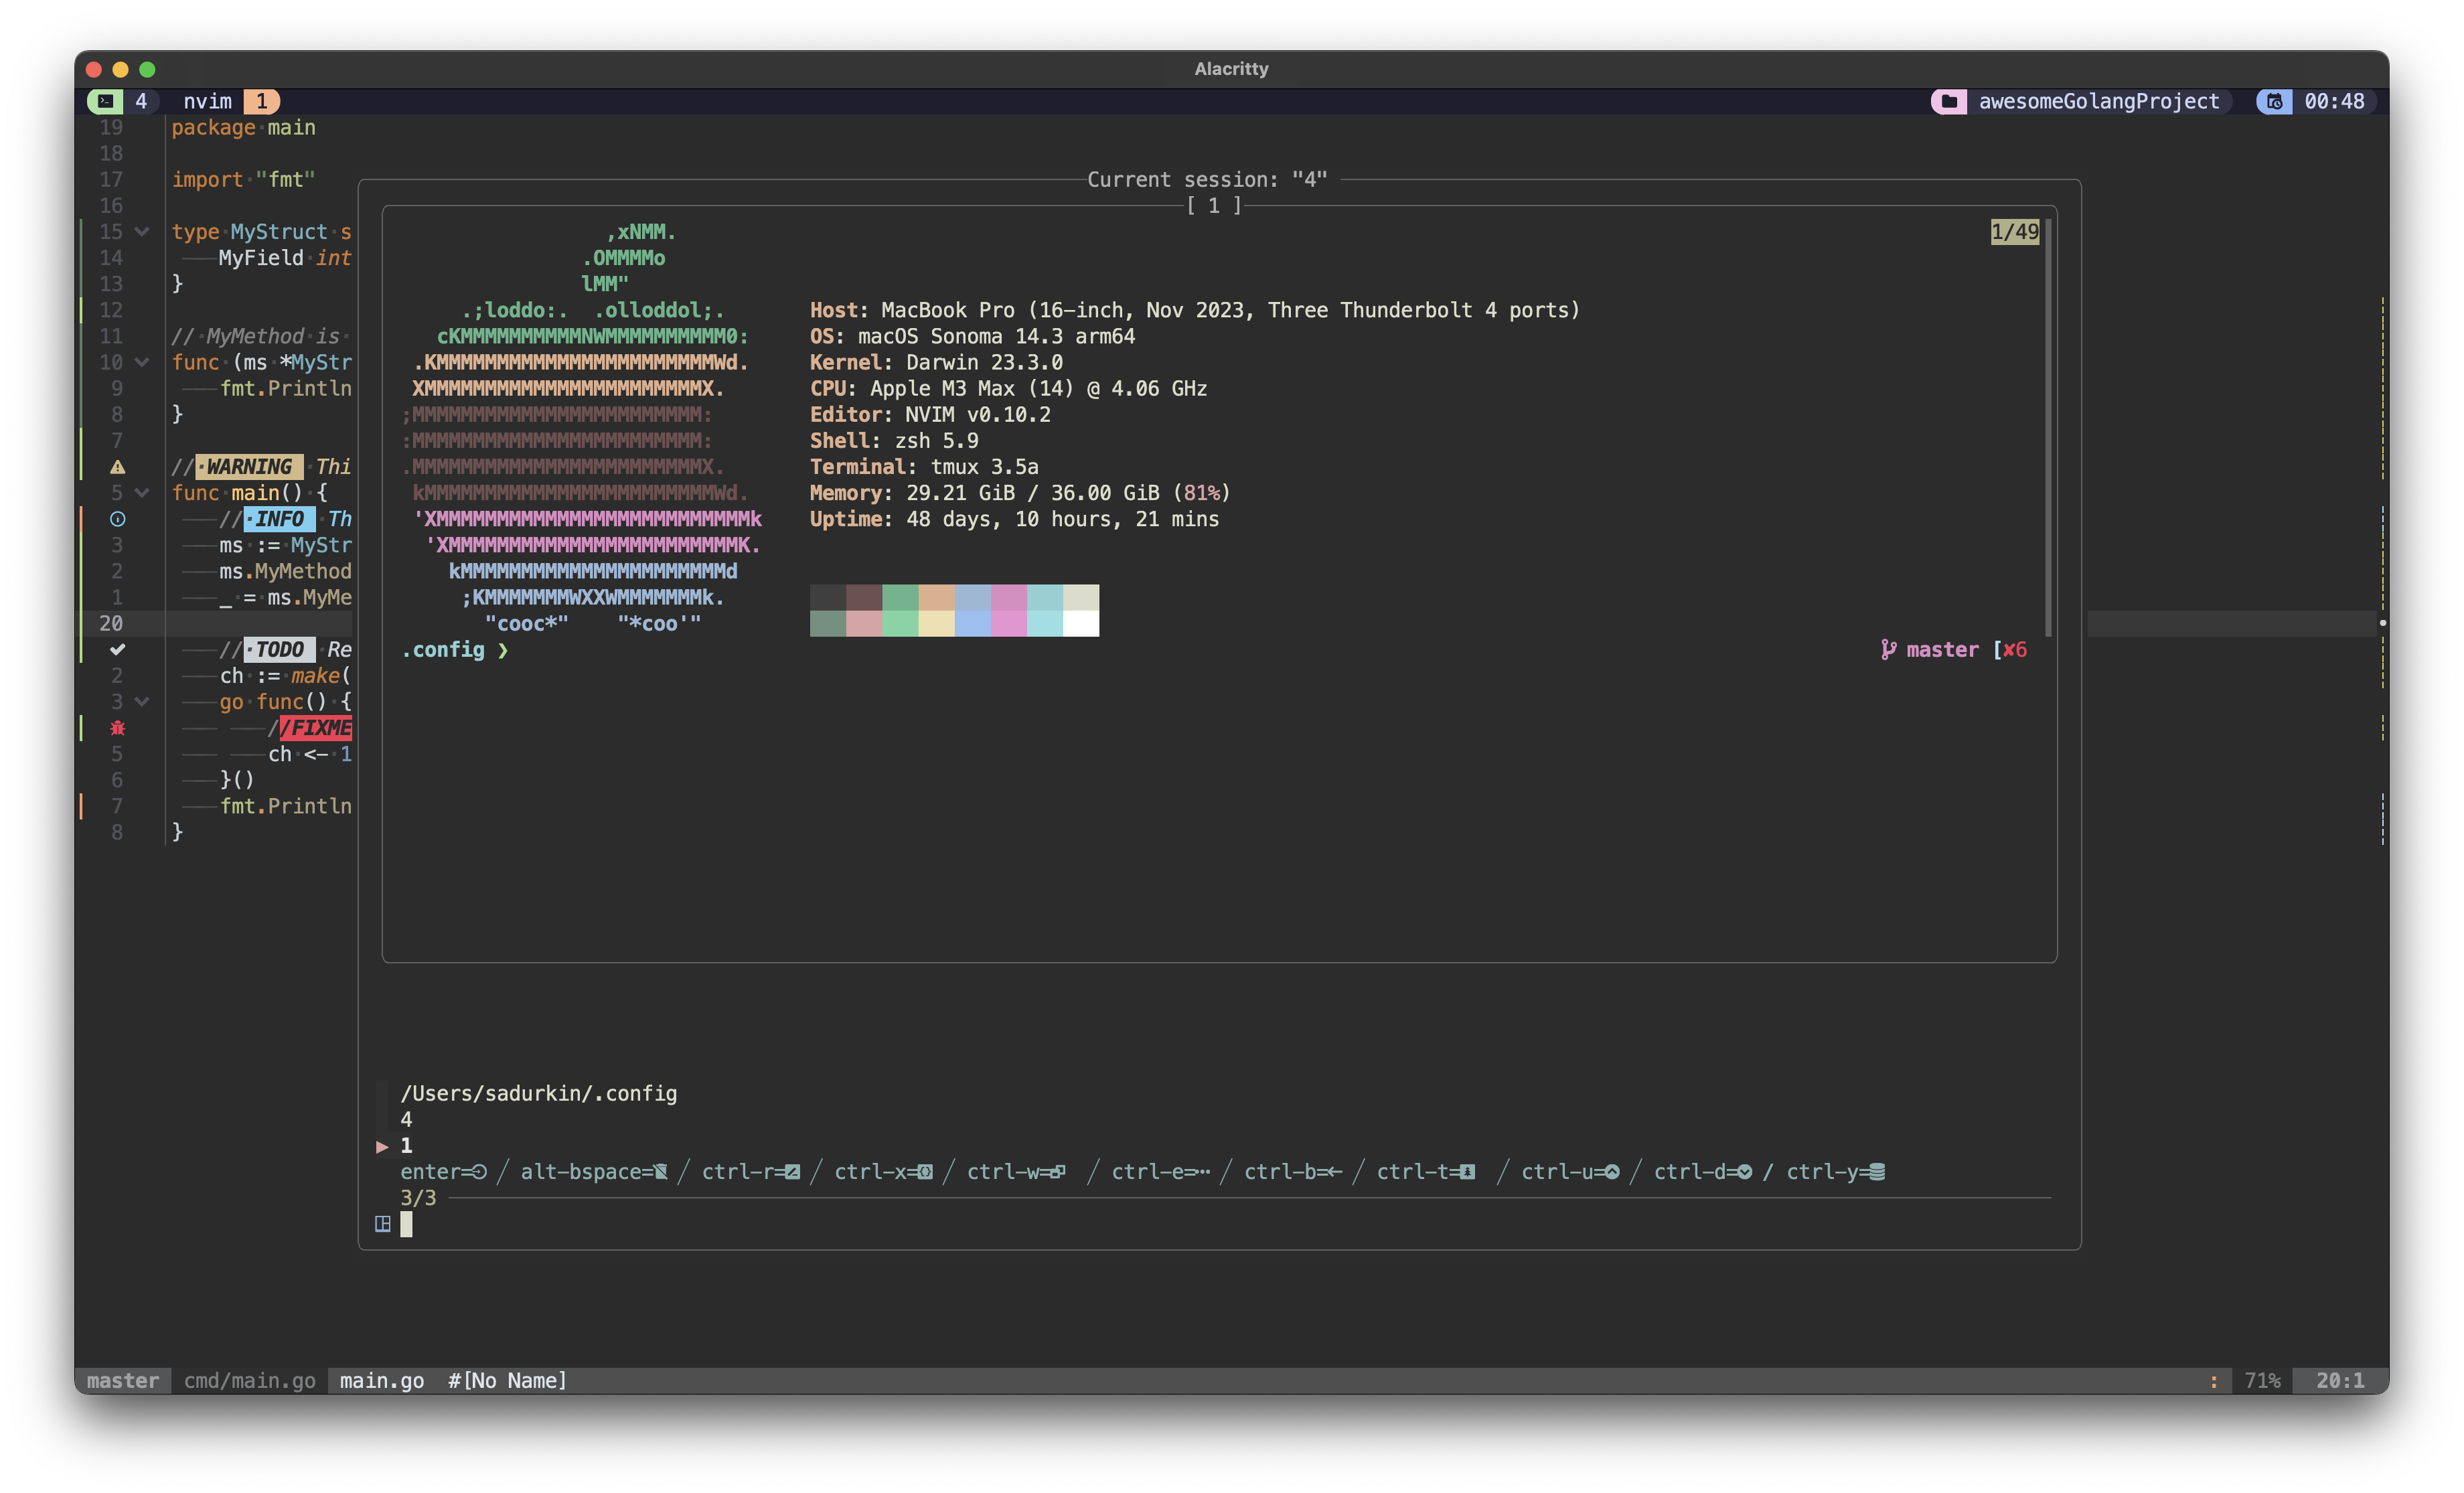 Alacritty
4 nvim 1 awesomeGolangProject 00:48
19 package main
18
17 import "fmt"
16
15 type MyStruct s
14 MyField int
13 }
12
11 // MyMethod is
10 func (ms *MyStr
9 fmt.Println
8 }
7
// WARNING Thi
5 func main() {
// INFO Th
3 ms := MyStr
2 ms.MyMethod
1 _ = ms.MyMe
20
// TODO Re
2 ch := make(
3 go func() {
//FIXME
5 ch <- 1
6 }()
7 fmt.Println
8 }
Current session: "4"
[ 1 ]
1/49
,xNMM.
.OMMMMo
lMM"
.;loddo:. .olloddol;.
cKMMMMMMMMMMNWMMMMMMMMMM0:
.KMMMMMMMMMMMMMMMMMMMMMMMWd.
XMMMMMMMMMMMMMMMMMMMMMMMX.
;MMMMMMMMMMMMMMMMMMMMMMMM:
:MMMMMMMMMMMMMMMMMMMMMMMM:
.MMMMMMMMMMMMMMMMMMMMMMMMX.
kMMMMMMMMMMMMMMMMMMMMMMMMWd.
'XMMMMMMMMMMMMMMMMMMMMMMMMMMk
'XMMMMMMMMMMMMMMMMMMMMMMMMK.
kMMMMMMMMMMMMMMMMMMMMMMd
;KMMMMMMMWXXWMMMMMMMk.
"cooc*" "*coo'"
Host: MacBook Pro (16-inch, Nov 2023, Three Thunderbolt 4 ports)
OS: macOS Sonoma 14.3 arm64
Kernel: Darwin 23.3.0
CPU: Apple M3 Max (14) @ 4.06 GHz
Editor: NVIM v0.10.2
Shell: zsh 5.9
Terminal: tmux 3.5a
Memory: 29.21 GiB / 36.00 GiB (81%)
Uptime: 48 days, 10 hours, 21 mins
.config ❯ master [✘6
/Users/sadurkin/.config
4
▶ 1
enter= / alt-bspace= / ctrl-r= / ctrl-x= / ctrl-w= / ctrl-e= / ctrl-b= / ctrl-t= / ctrl-u= / ctrl-d= / ctrl-y=
3/3
master cmd/main.go main.go #[No Name] : 71% 20:1